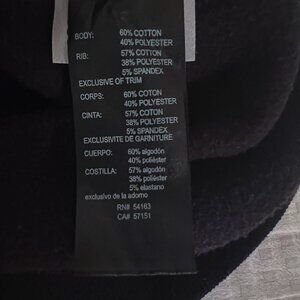 BODY: 60% COTTON
40% POLYESTER
RIB: 57% COTTON
38% POLYESTER
5% SPANDEX
EXCLUSIVE OF TRIM
CORPS: 60% COTON
40% POLYESTER
CINTA: 57% COTON
38% POLYESTER
5% SPANDEX
EXCLUSIVITE DE GARNITURE
CUERPO: 60% algodón
40% poliéster
COSTILLA: 57% algodón
38% poliéster
5% elastano
exclusivo de la adorno
RN# 54163
CA# 57151